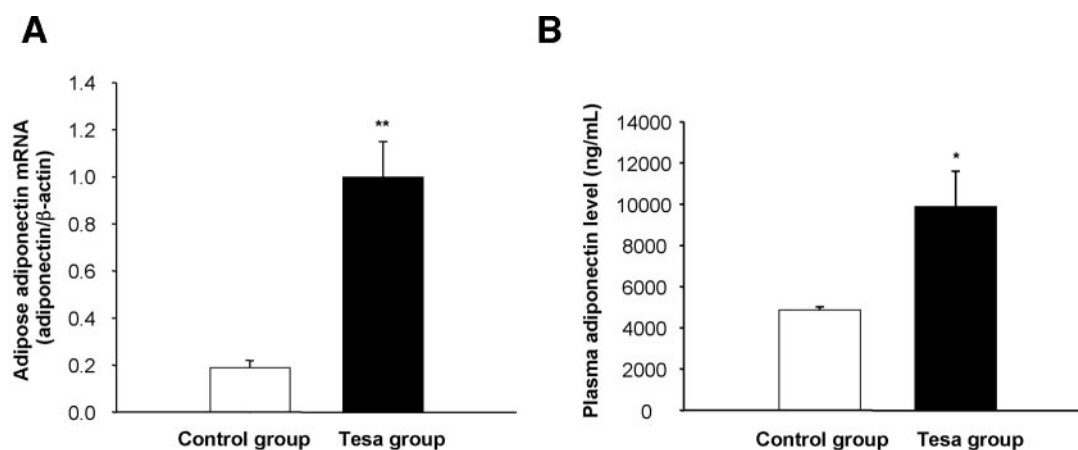 A
Adipose adiponectin mRNA
(adiponectin/β-actin)
1.4
1.2
1.0
0.8
0.6
0.4
0.2
0.0
**
Control group
Tesa group
B
Plasma adiponectin level (ng/mL)
14000
12000
10000
8000
6000
4000
2000
0
*
Control group
Tesa group